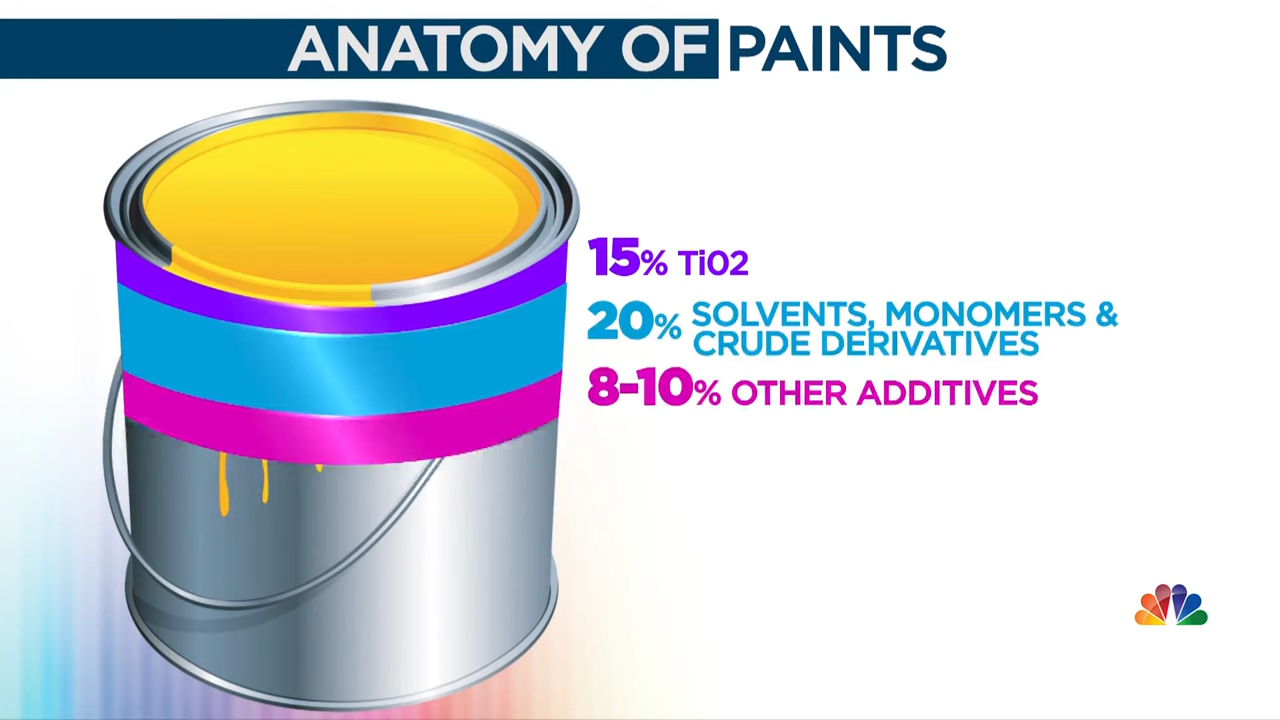 ANATOMY OF PAINTS
15% TiO2
20% SOLVENTS, MONOMERS &
CRUDE DERIVATIVES
8-10% OTHER ADDITIVES